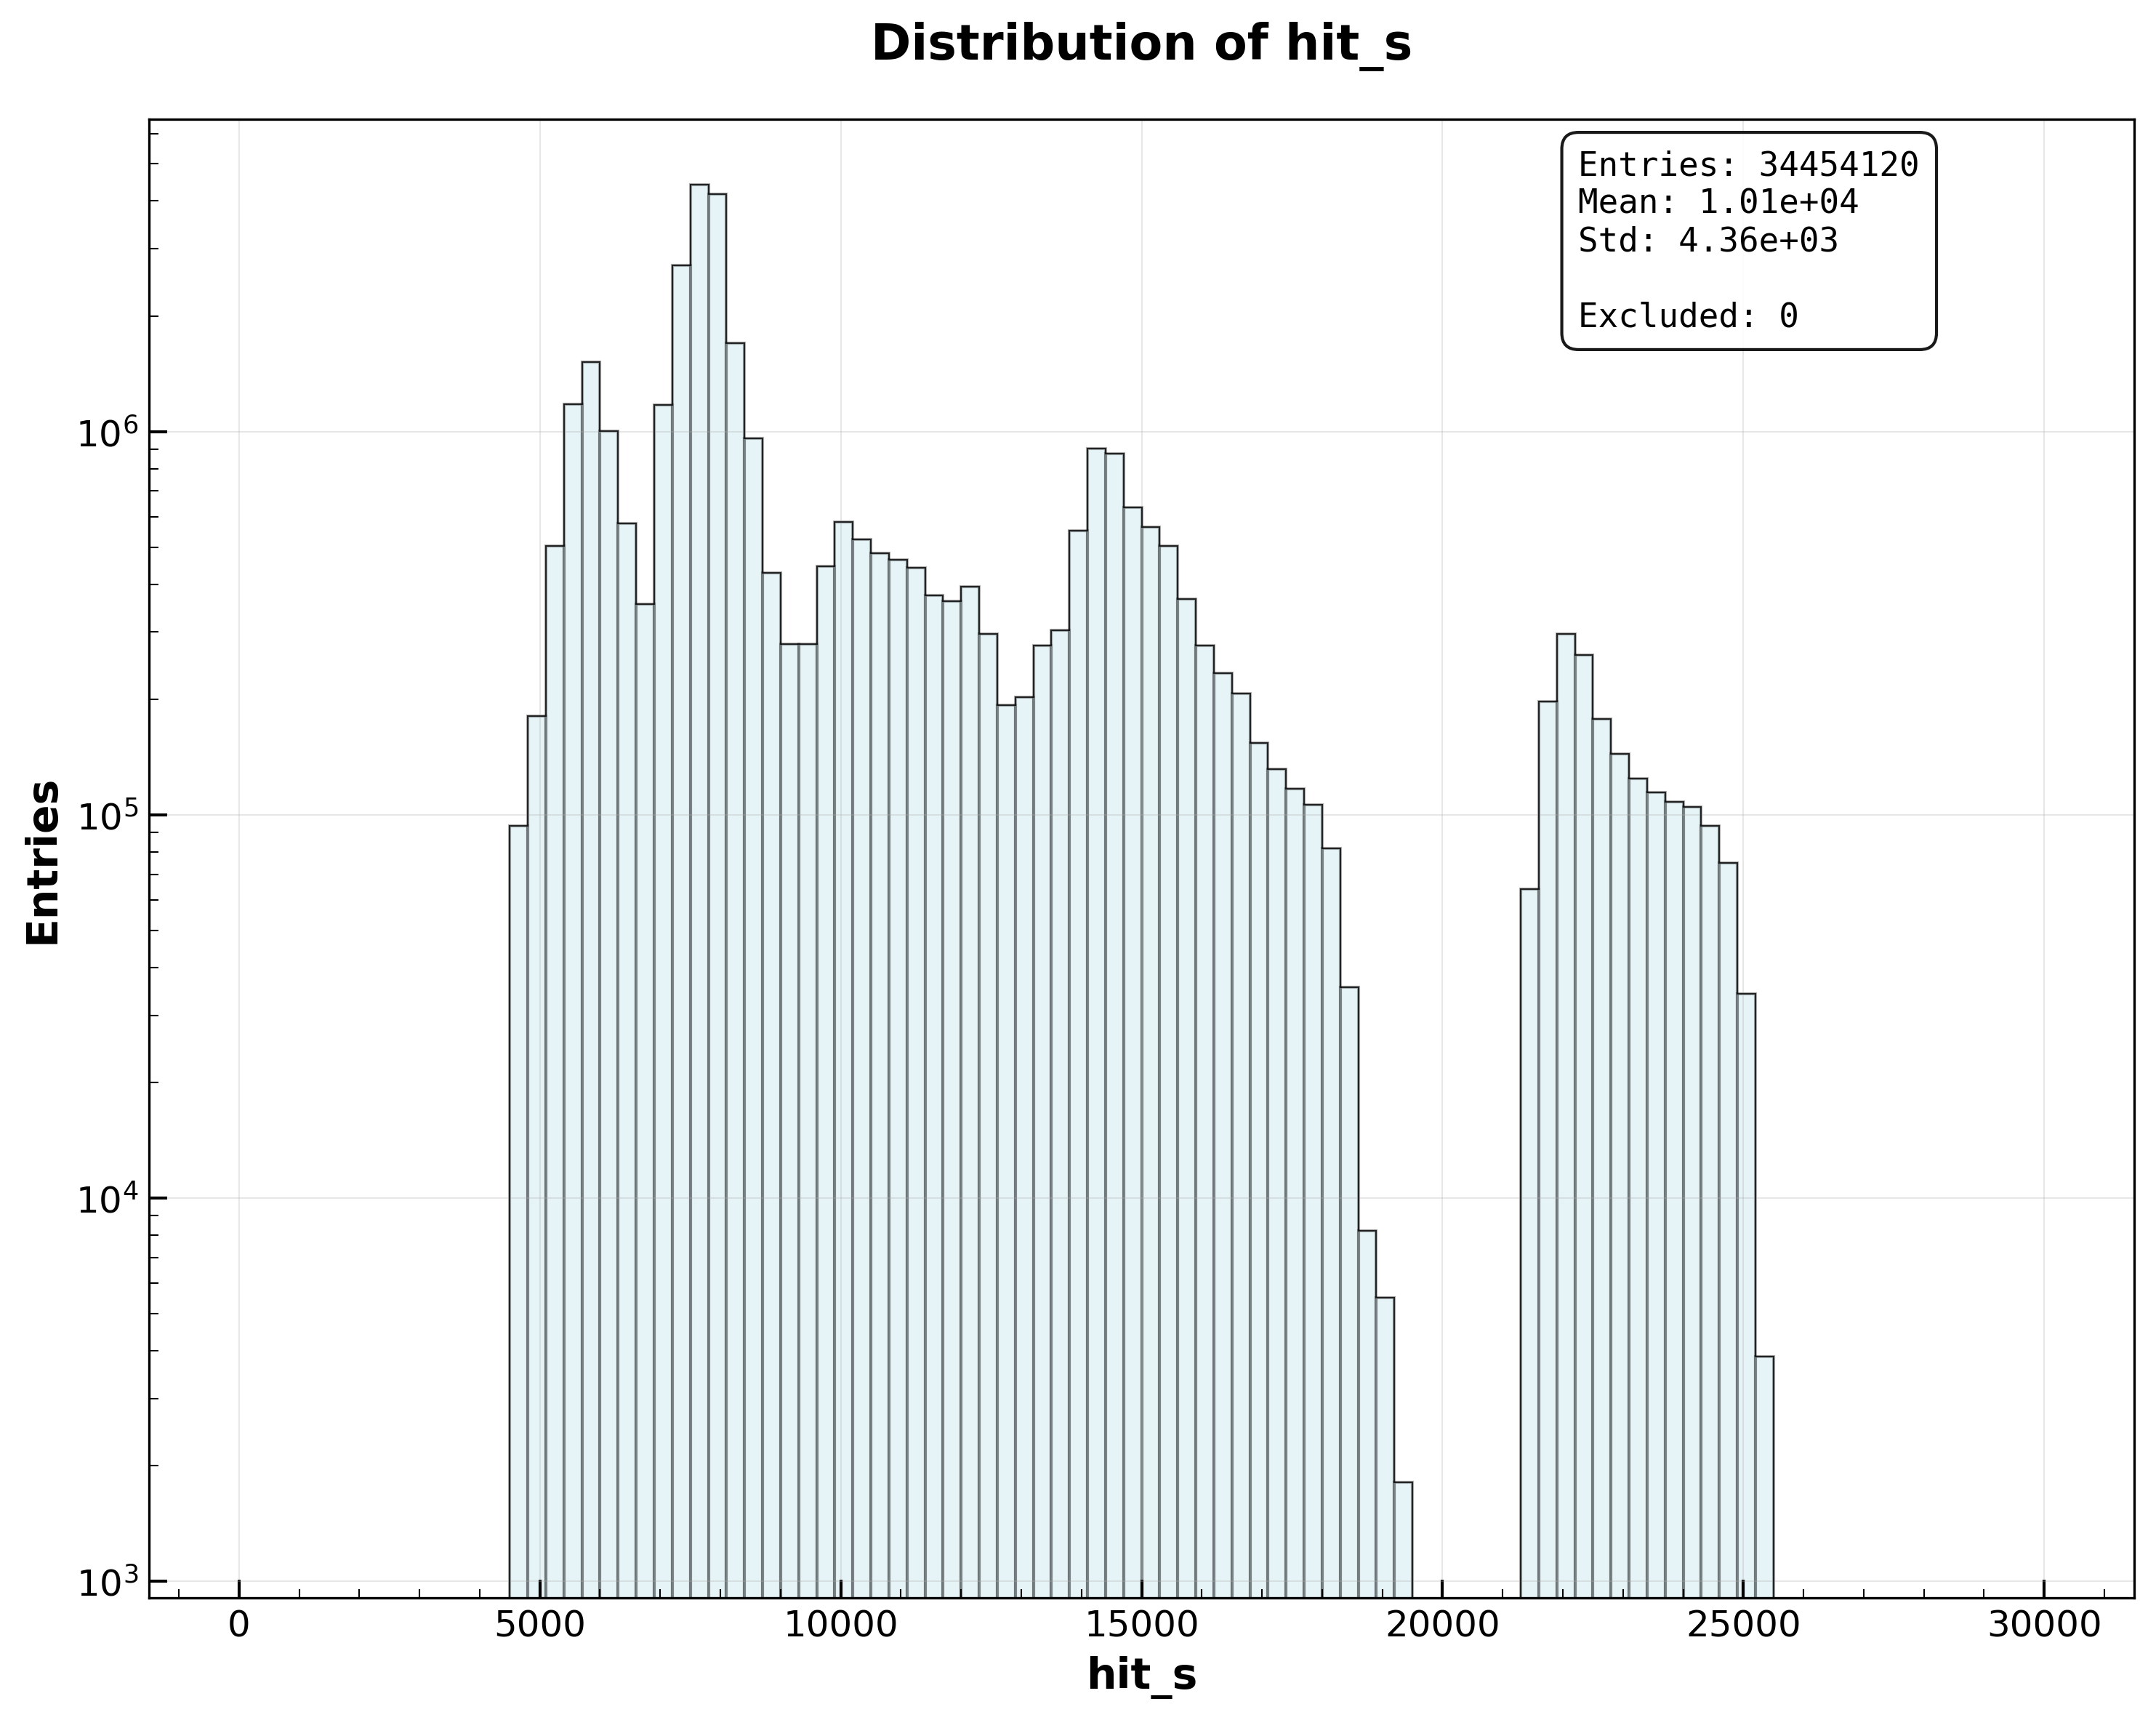 Distribution of hit_s
Entries: 34454120
Mean: 1.01e+04
Std: 4.36e+03
Excluded: 0
Entries
10^6
10^5
10^4
10^3
0 5000 10000 15000 20000 25000 30000
hit_s